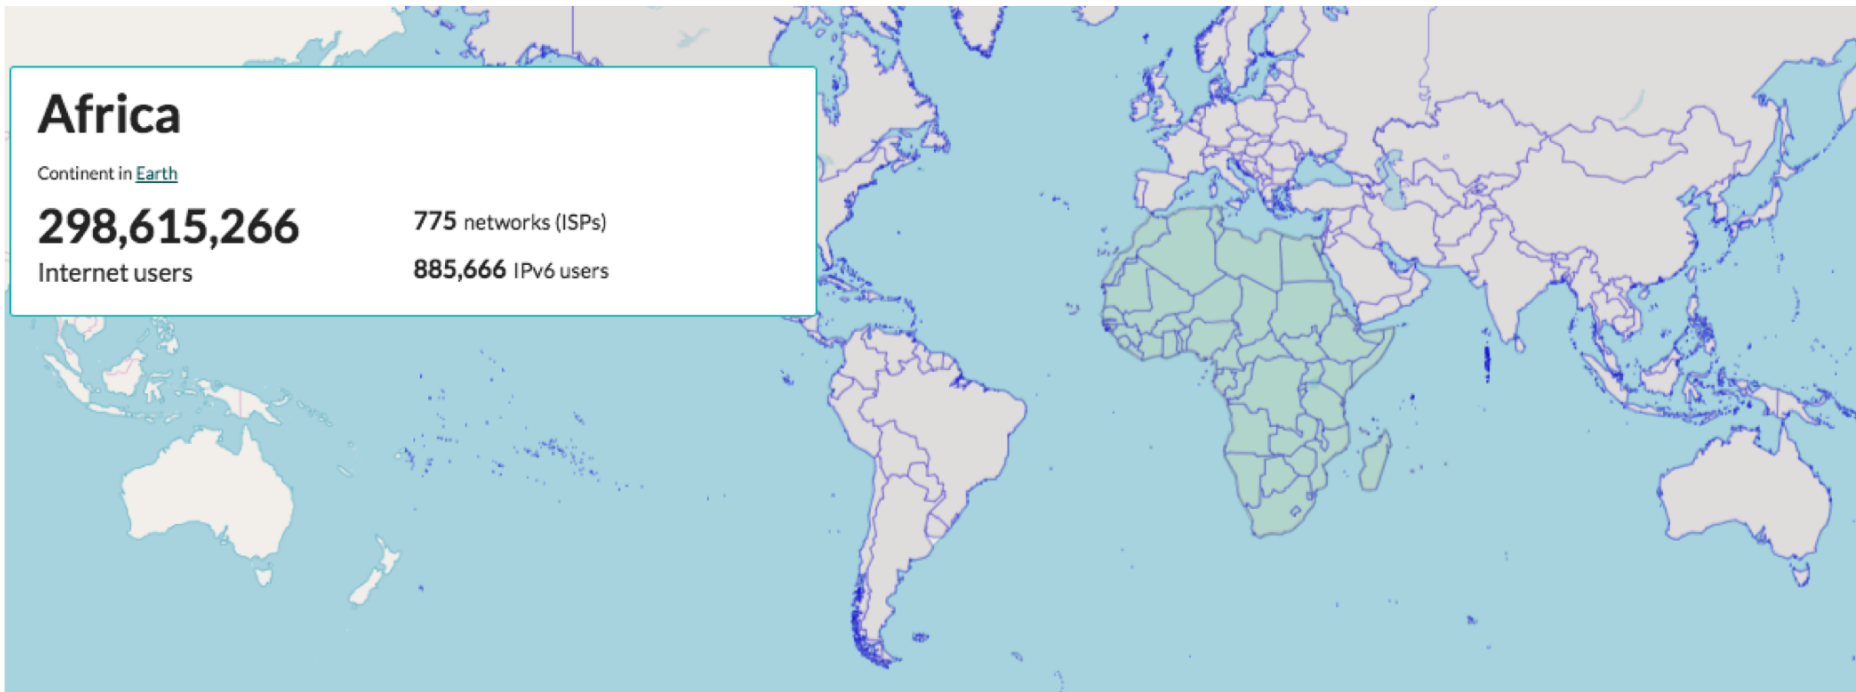 Africa
Continent in Earth
298,615,266
Internet users
775 networks (ISPs)
885,666 IPv6 users